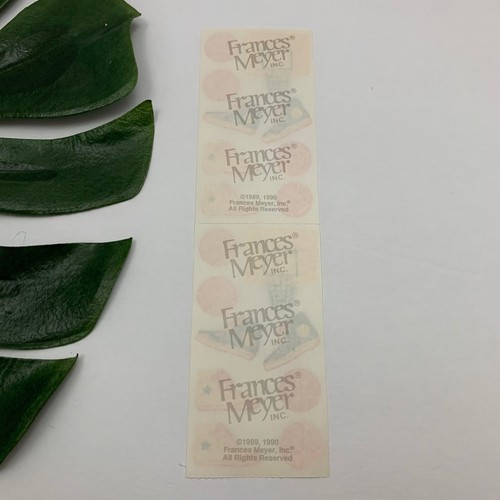 Frances®
Meyer
INC.
Frances®
Meyer
INC.
Frances®
Meyer
INC.
©1989, 1990
Frances Meyer, Inc.®
All Rights Reserved
Frances®
Meyer
INC.
Frances®
Meyer
INC.
Frances®
Meyer
INC.
©1989, 1990
Frances Meyer, Inc.®
All Rights Reserved